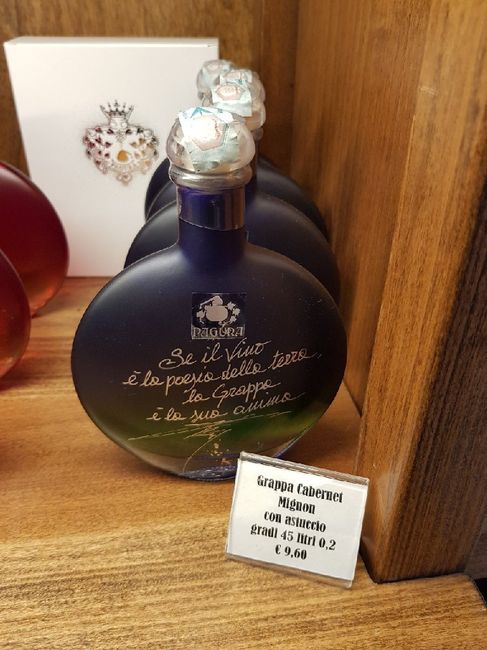 NAGUNA
Se il Vino
è la poesia della terra,
la Grappa
è la sua anima
Grappa Cabernet
Mignon
con astuccio
gradi 45 litri 0,2
€ 9,60